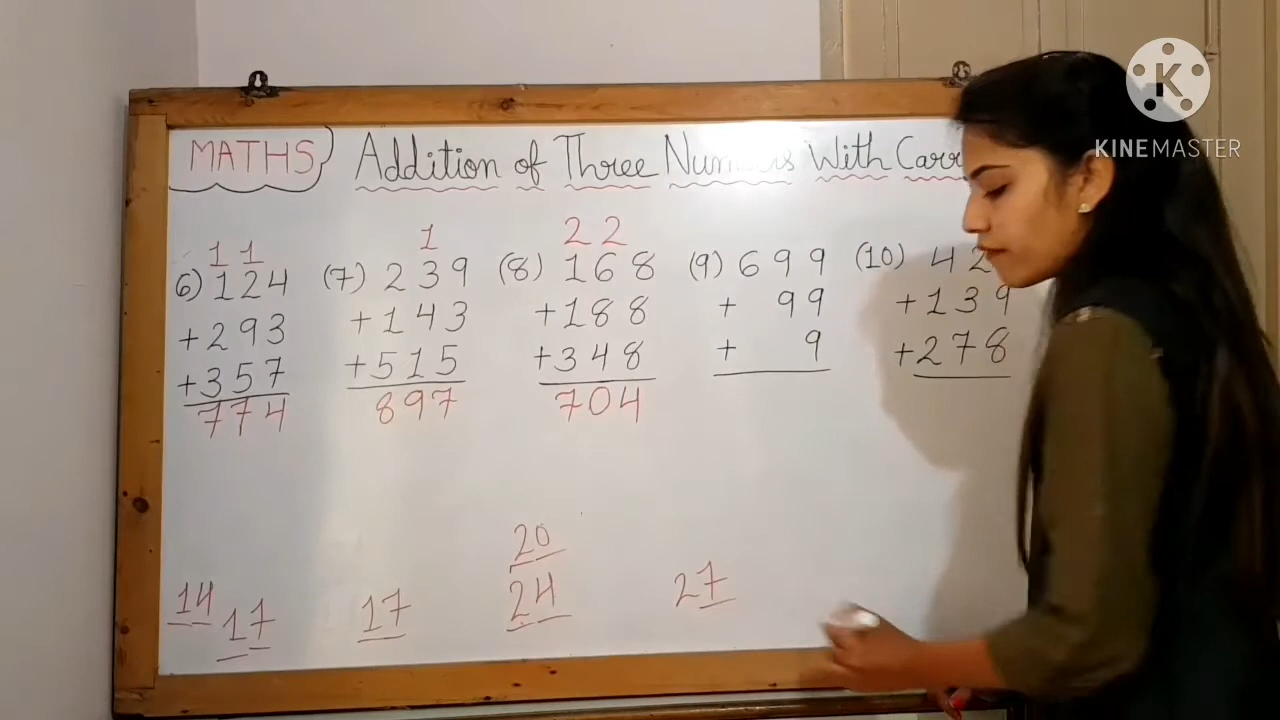 MATHS Addition of Three Numbers With Carr
1 1 1 2 2
6) 124 (7) 239 (8) 168 (9) 699 (10) 42
+293 +143 +188 + 99 +139
+357 +515 +348 + 9 +278
774 897 704
20
14 17 17 24 27
K
KINEMASTER